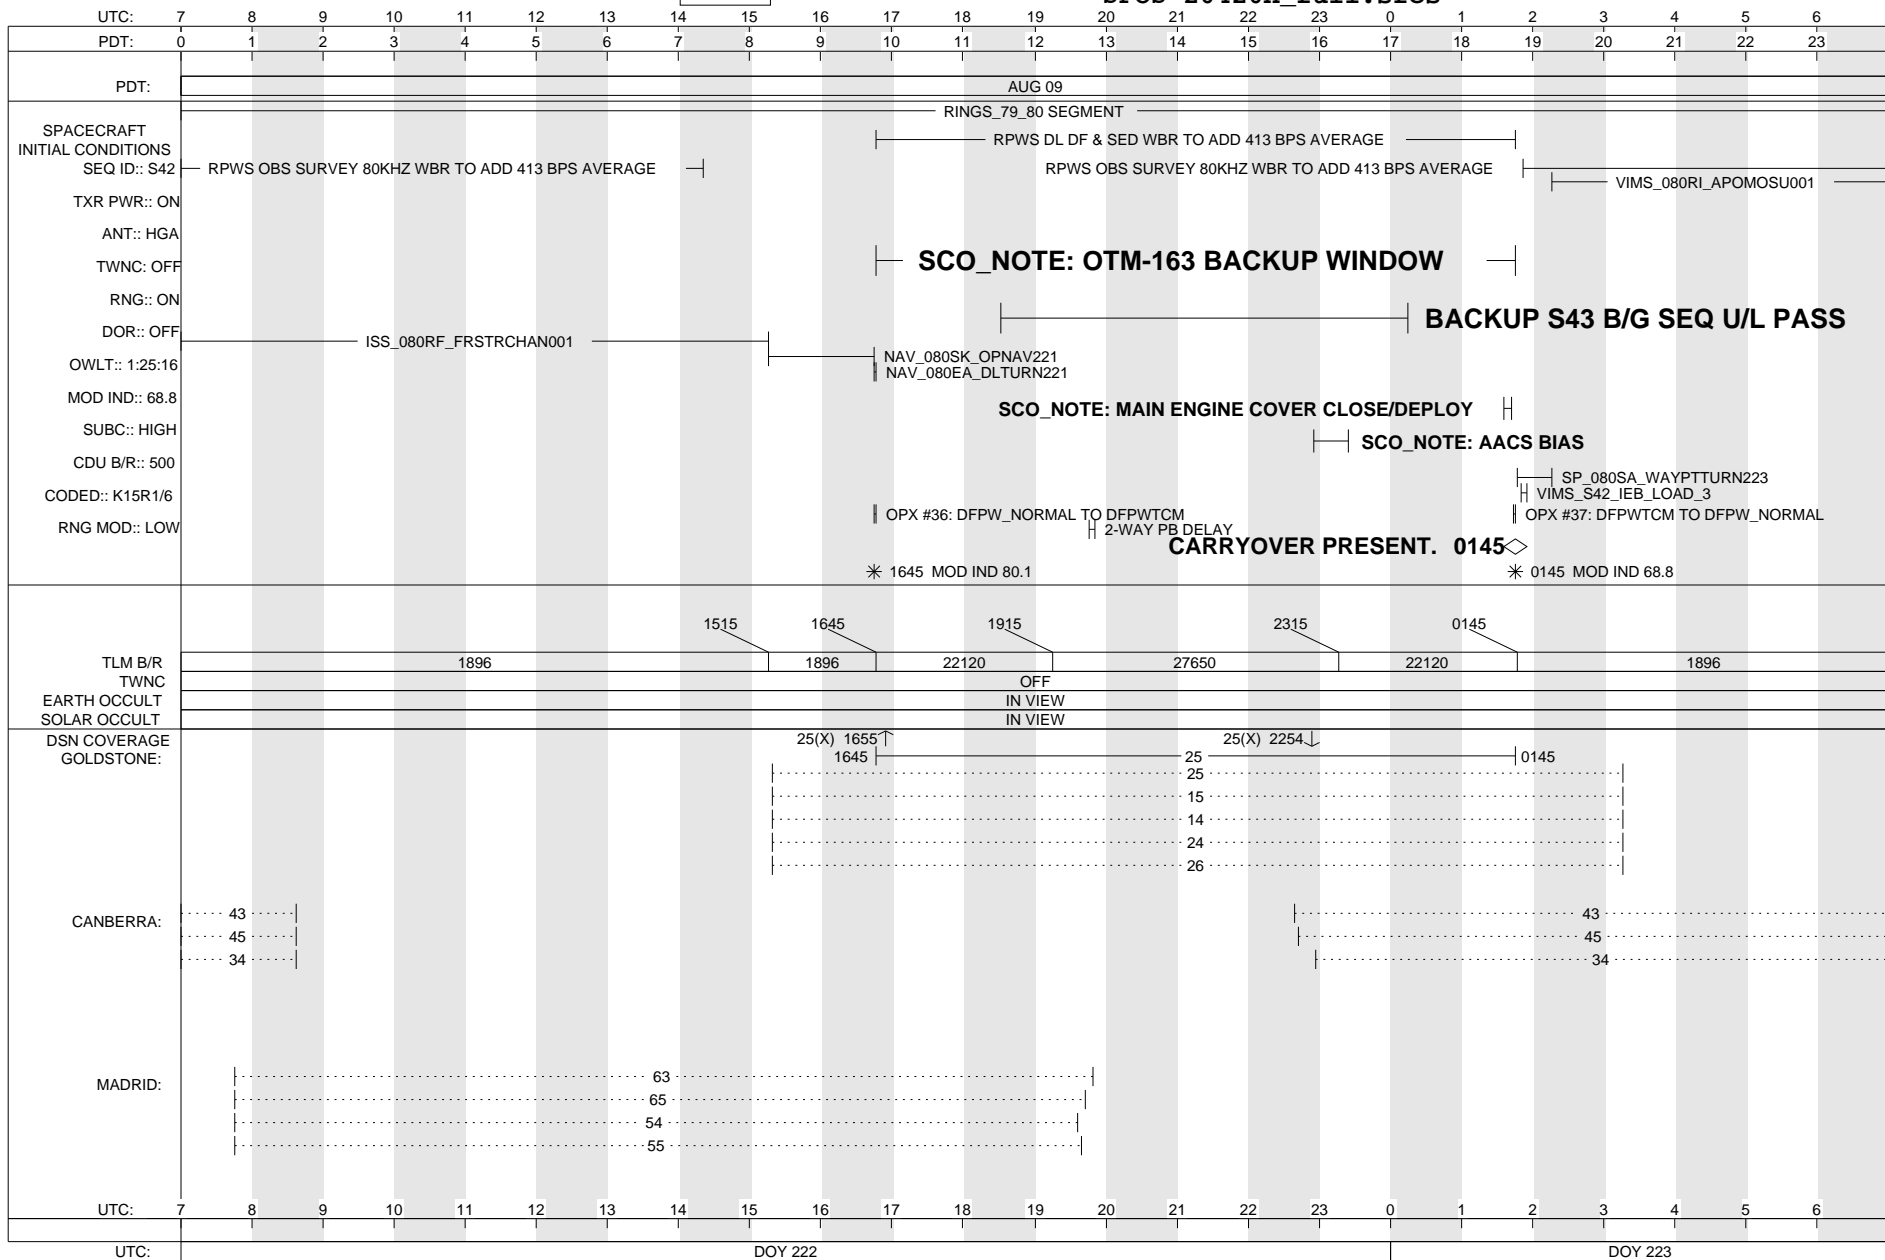 UTC: 7 8 9 10 11 12 13 14 15 16 17 18 19 20 21 22 23 0 1 2 3 4 5 6
PDT: 0 1 2 3 4 5 6 7 8 9 10 11 12 13 14 15 16 17 18 19 20 21 22 23
PDT: AUG 09
RINGS_79_80 SEGMENT
SPACECRAFT
INITIAL CONDITIONS
RPWS DL DF & SED WBR TO ADD 413 BPS AVERAGE
SEQ ID:: S42 RPWS OBS SURVEY 80KHZ WBR TO ADD 413 BPS AVERAGE RPWS OBS SURVEY 80KHZ WBR TO ADD 413 BPS AVERAGE
VIMS_080RI_APOMOSU001
TXR PWR:: ON
ANT:: HGA
TWNC: OFF SCO_NOTE: OTM-163 BACKUP WINDOW
RNG:: ON
BACKUP S43 B/G SEQ U/L PASS
DOR:: OFF
ISS_080RF_FRSTRCHAN001
NAV_080SK_OPNAV221
OWLT:: 1:25:16
NAV_080EA_DLTURN221
MOD IND:: 68.8
SCO_NOTE: MAIN ENGINE COVER CLOSE/DEPLOY
SUBC:: HIGH
SCO_NOTE: AACS BIAS
CDU B/R:: 500
SP_080SA_WAYPTTURN223
CODED:: K15R1/6 VIMS_S42_IEB_LOAD_3
OPX #36: DFPW_NORMAL TO DFPWTCM OPX #37: DFPWTCM TO DFPW_NORMAL
RNG MOD:: LOW 2-WAY PB DELAY
CARRYOVER PRESENT. 0145
1645 MOD IND 80.1 0145 MOD IND 68.8
1515 1645 1915 2315 0145
TLM B/R 1896 1896 22120 27650 22120 1896
TWNC OFF
EARTH OCCULT IN VIEW
SOLAR OCCULT IN VIEW
DSN COVERAGE 25(X) 1655 25(X) 2254
GOLDSTONE: 1645 25 0145
25
15
14
24
26
CANBERRA: 43 43
45 45
34 34
MADRID: 63
65
54
55
UTC: 7 8 9 10 11 12 13 14 15 16 17 18 19 20 21 22 23 0 1 2 3 4 5 6
UTC: DOY 222 DOY 223